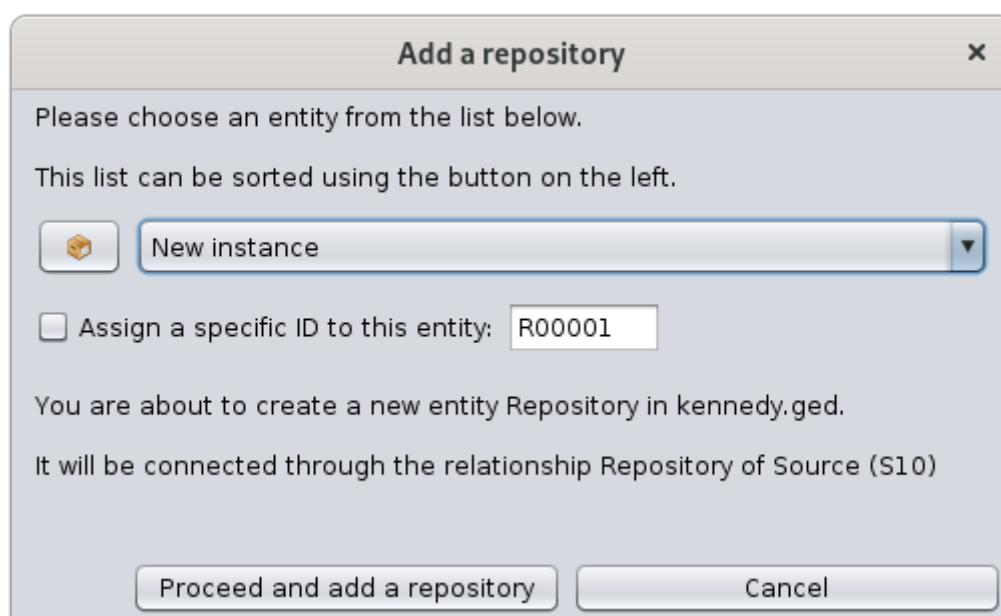 Add a repository
Please choose an entity from the list below.
This list can be sorted using the button on the left.
New instance
Assign a specific ID to this entity: R00001
You are about to create a new entity Repository in kennedy.ged.
It will be connected through the relationship Repository of Source (S10)
Proceed and add a repository Cancel